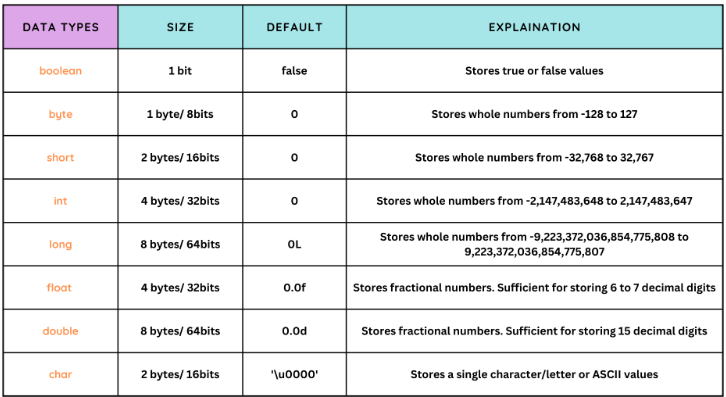 DATA TYPES SIZE DEFAULT EXPLAINATION
boolean 1 bit false Stores true or false values
byte 1 byte/ 8bits 0 Stores whole numbers from -128 to 127
short 2 bytes/ 16bits 0 Stores whole numbers from -32,768 to 32,767
int 4 bytes/ 32bits 0 Stores whole numbers from -2,147,483,648 to 2,147,483,647
long 8 bytes/ 64bits 0L Stores whole numbers from -9,223,372,036,854,775,808 to
9,223,372,036,854,775,807
float 4 bytes/ 32bits 0.0f Stores fractional numbers. Sufficient for storing 6 to 7 decimal digits
double 8 bytes/ 64bits 0.0d Stores fractional numbers. Sufficient for storing 15 decimal digits
char 2 bytes/ 16bits '\u0000' Stores a single character/letter or ASCII values